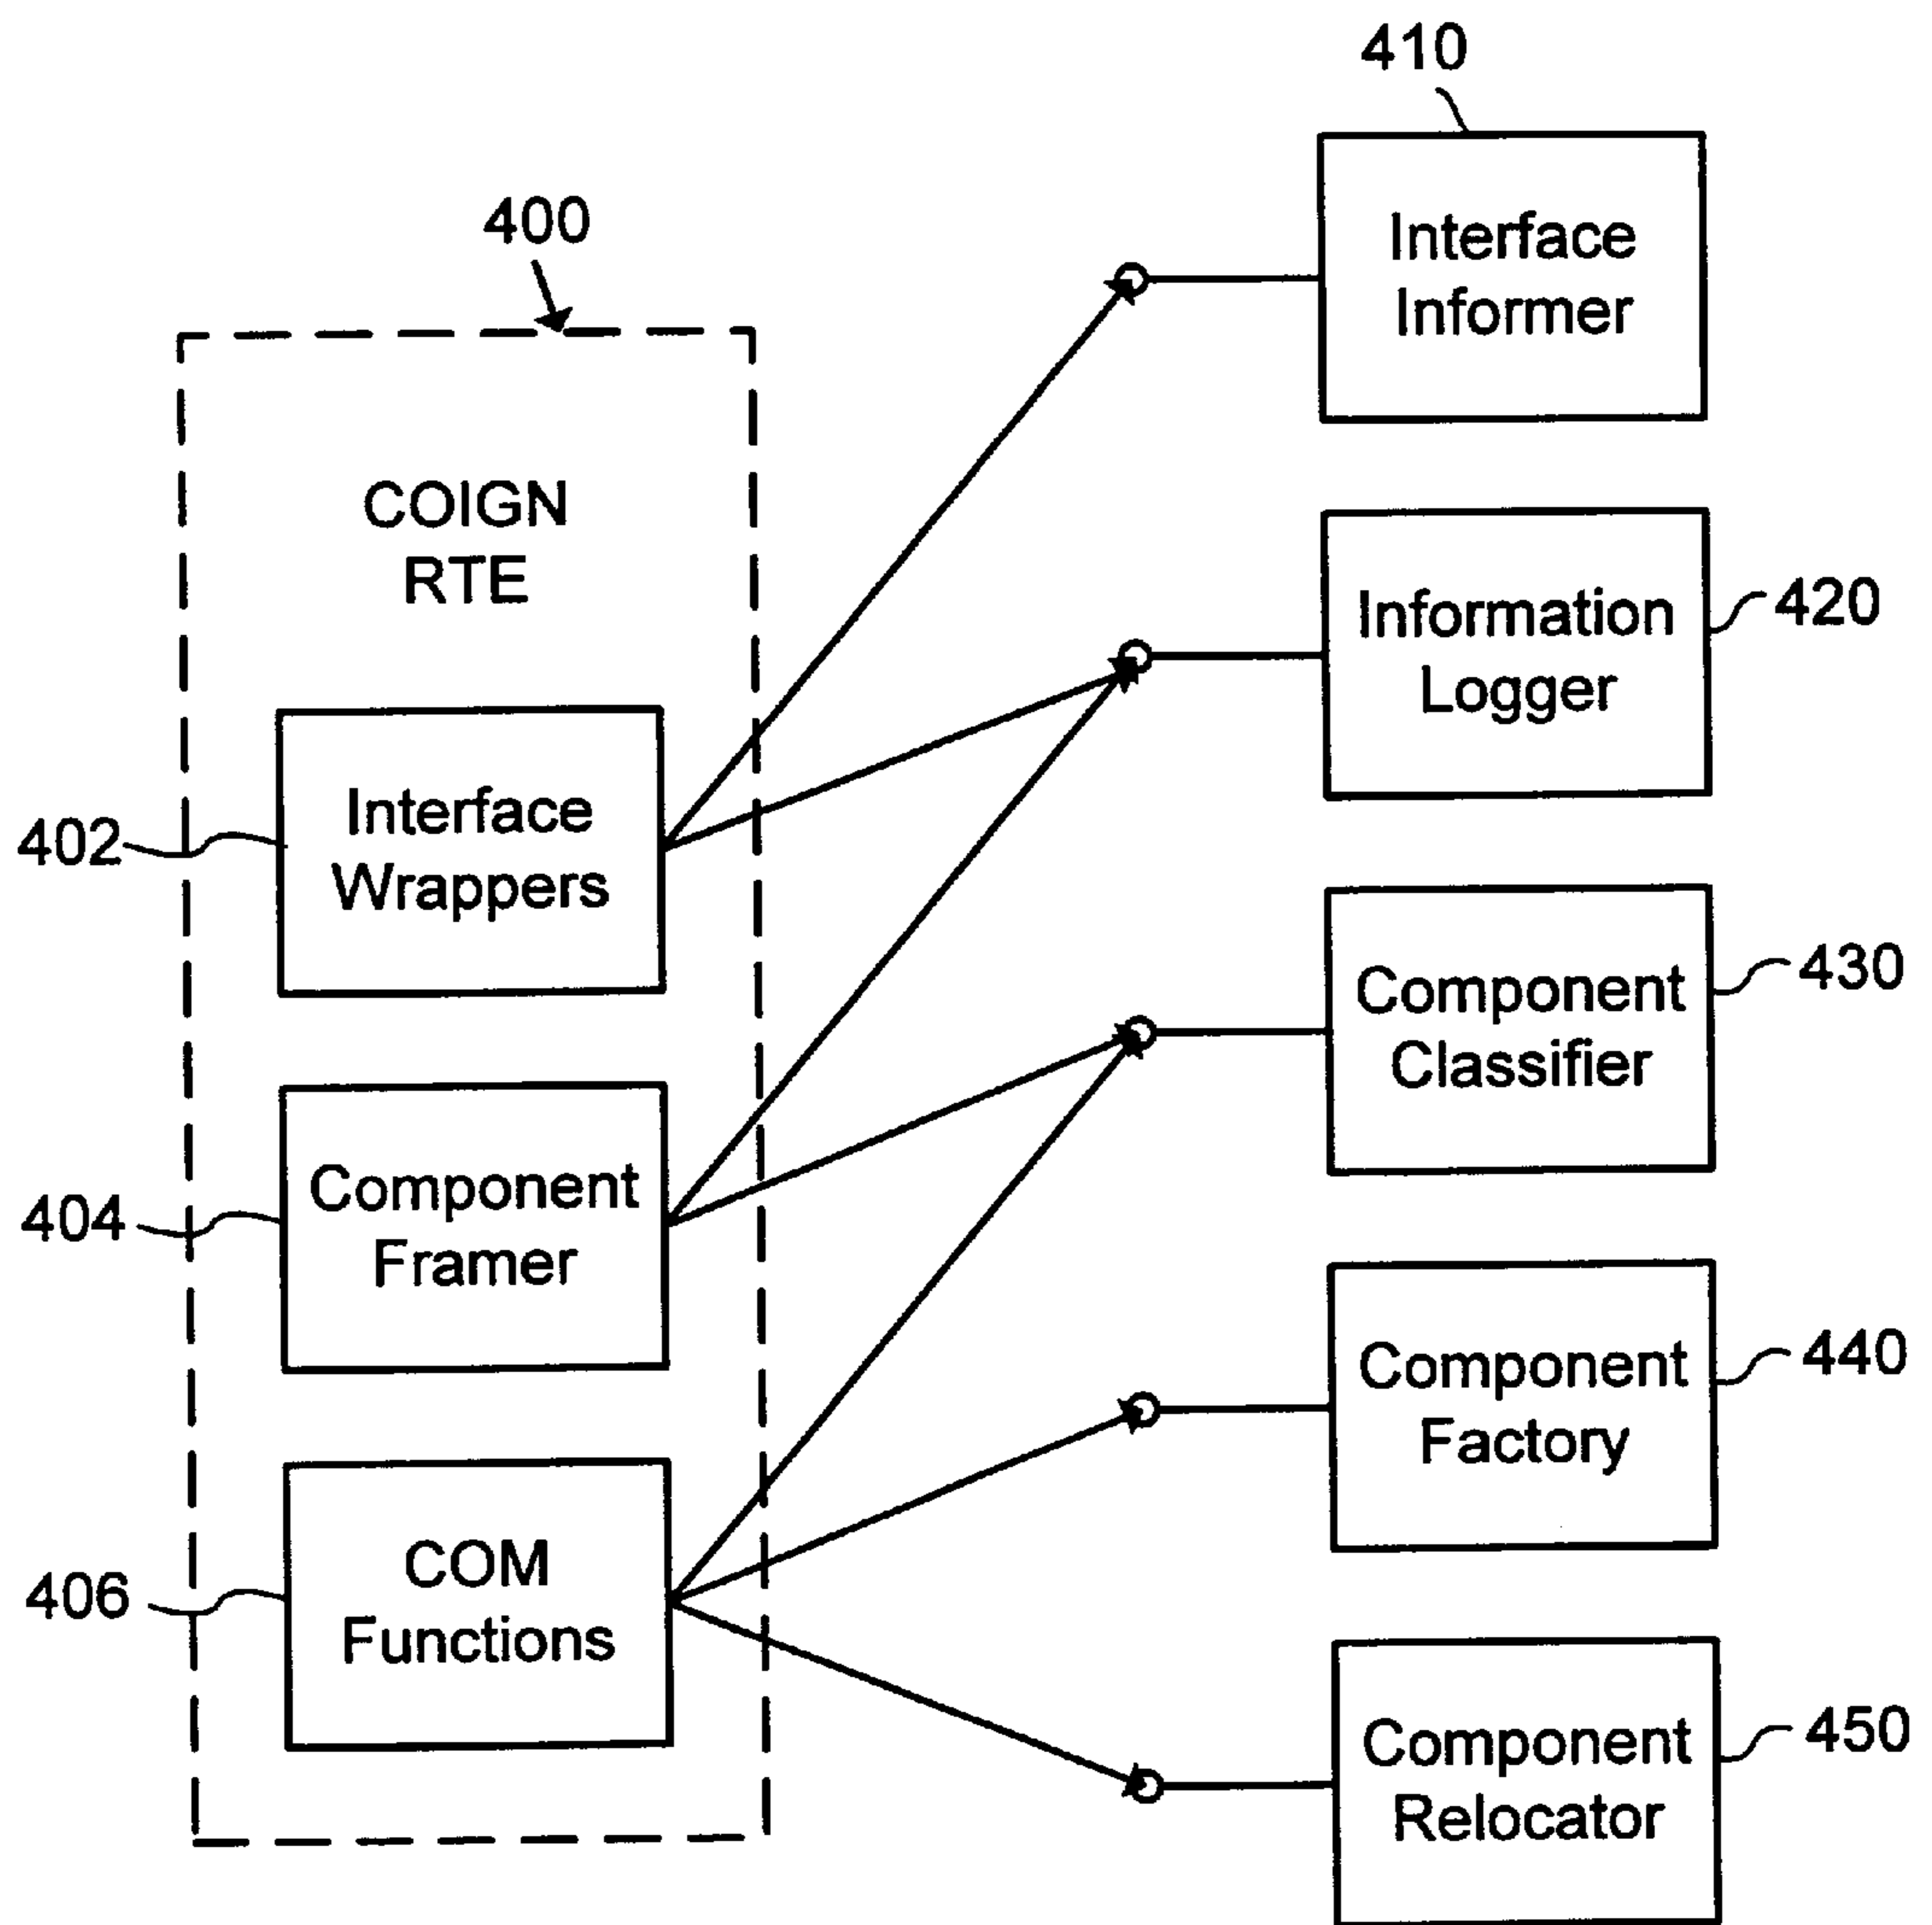 410
Interface
Informer
400
COIGN
RTE
Information
Logger
420
Interface
Wrappers
402
Component
Classifier
430
Component
Framer
404
Component
Factory
440
COM
Functions
406
Component
Relocator
450